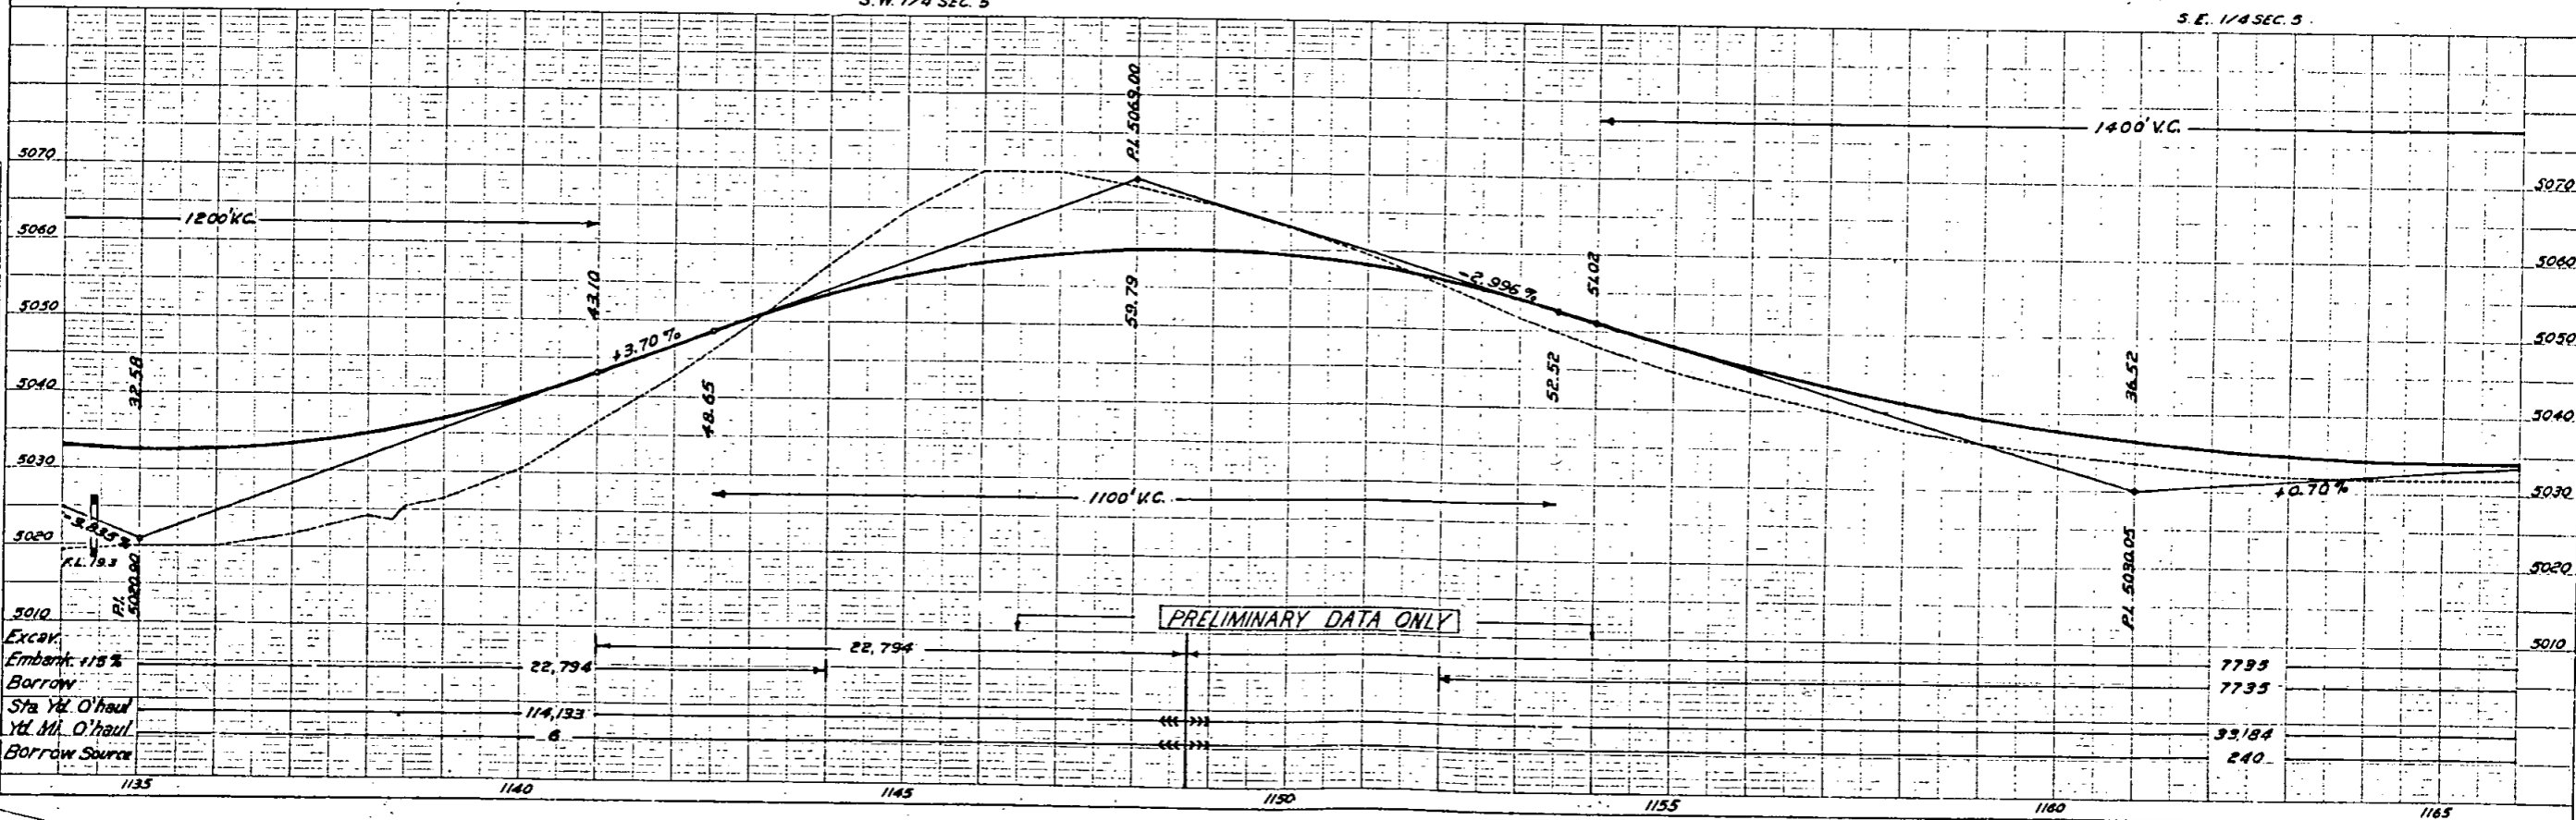 S.W. 1/4 SEC. 5
S.E. 1/4 SEC. 5
P.I. 5069.00
1400' V.C.
5070
5070
1200' V.C.
5060
5060
43.10
59.79
-2.996 %
51.02
5050
5050
+3.70 %
32.58
48.65
52.52
36.52
5040
5040
5030
1100' V.C.
+0.70 %
5030
5020
F.L. 19.3
P.I. 5020.90
P.I. 5030.05
5020
5010
PRELIMINARY DATA ONLY
5010
Excav.
22,794
7795
Embank. +15%
22,794
7735
Borrow
Sta. Yd. O'haul
114,133
39,184
Yd. Mi. O'haul
6
240
Borrow Source
1135
1140
1145
1150
1155
1160
1165